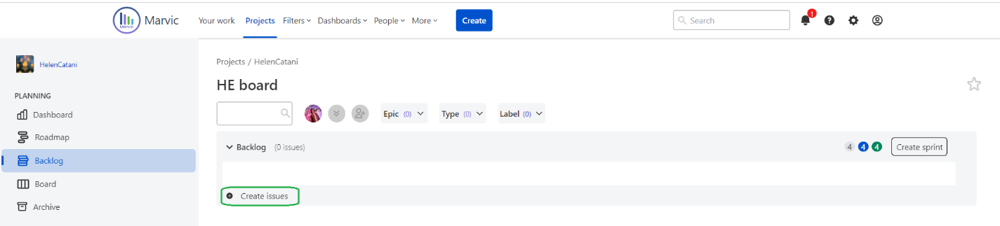 Marvic Marvic Your work Projects Filters Dashboards People More Create Search 1
HelenCatani
PLANNING
Dashboard
Roadmap
Backlog
Board
Archive
Projects / HelenCatani
HE board
Epic (0) Type (0) Label (0)
Backlog (0 issues) 4 4 4 Create sprint
Create issues